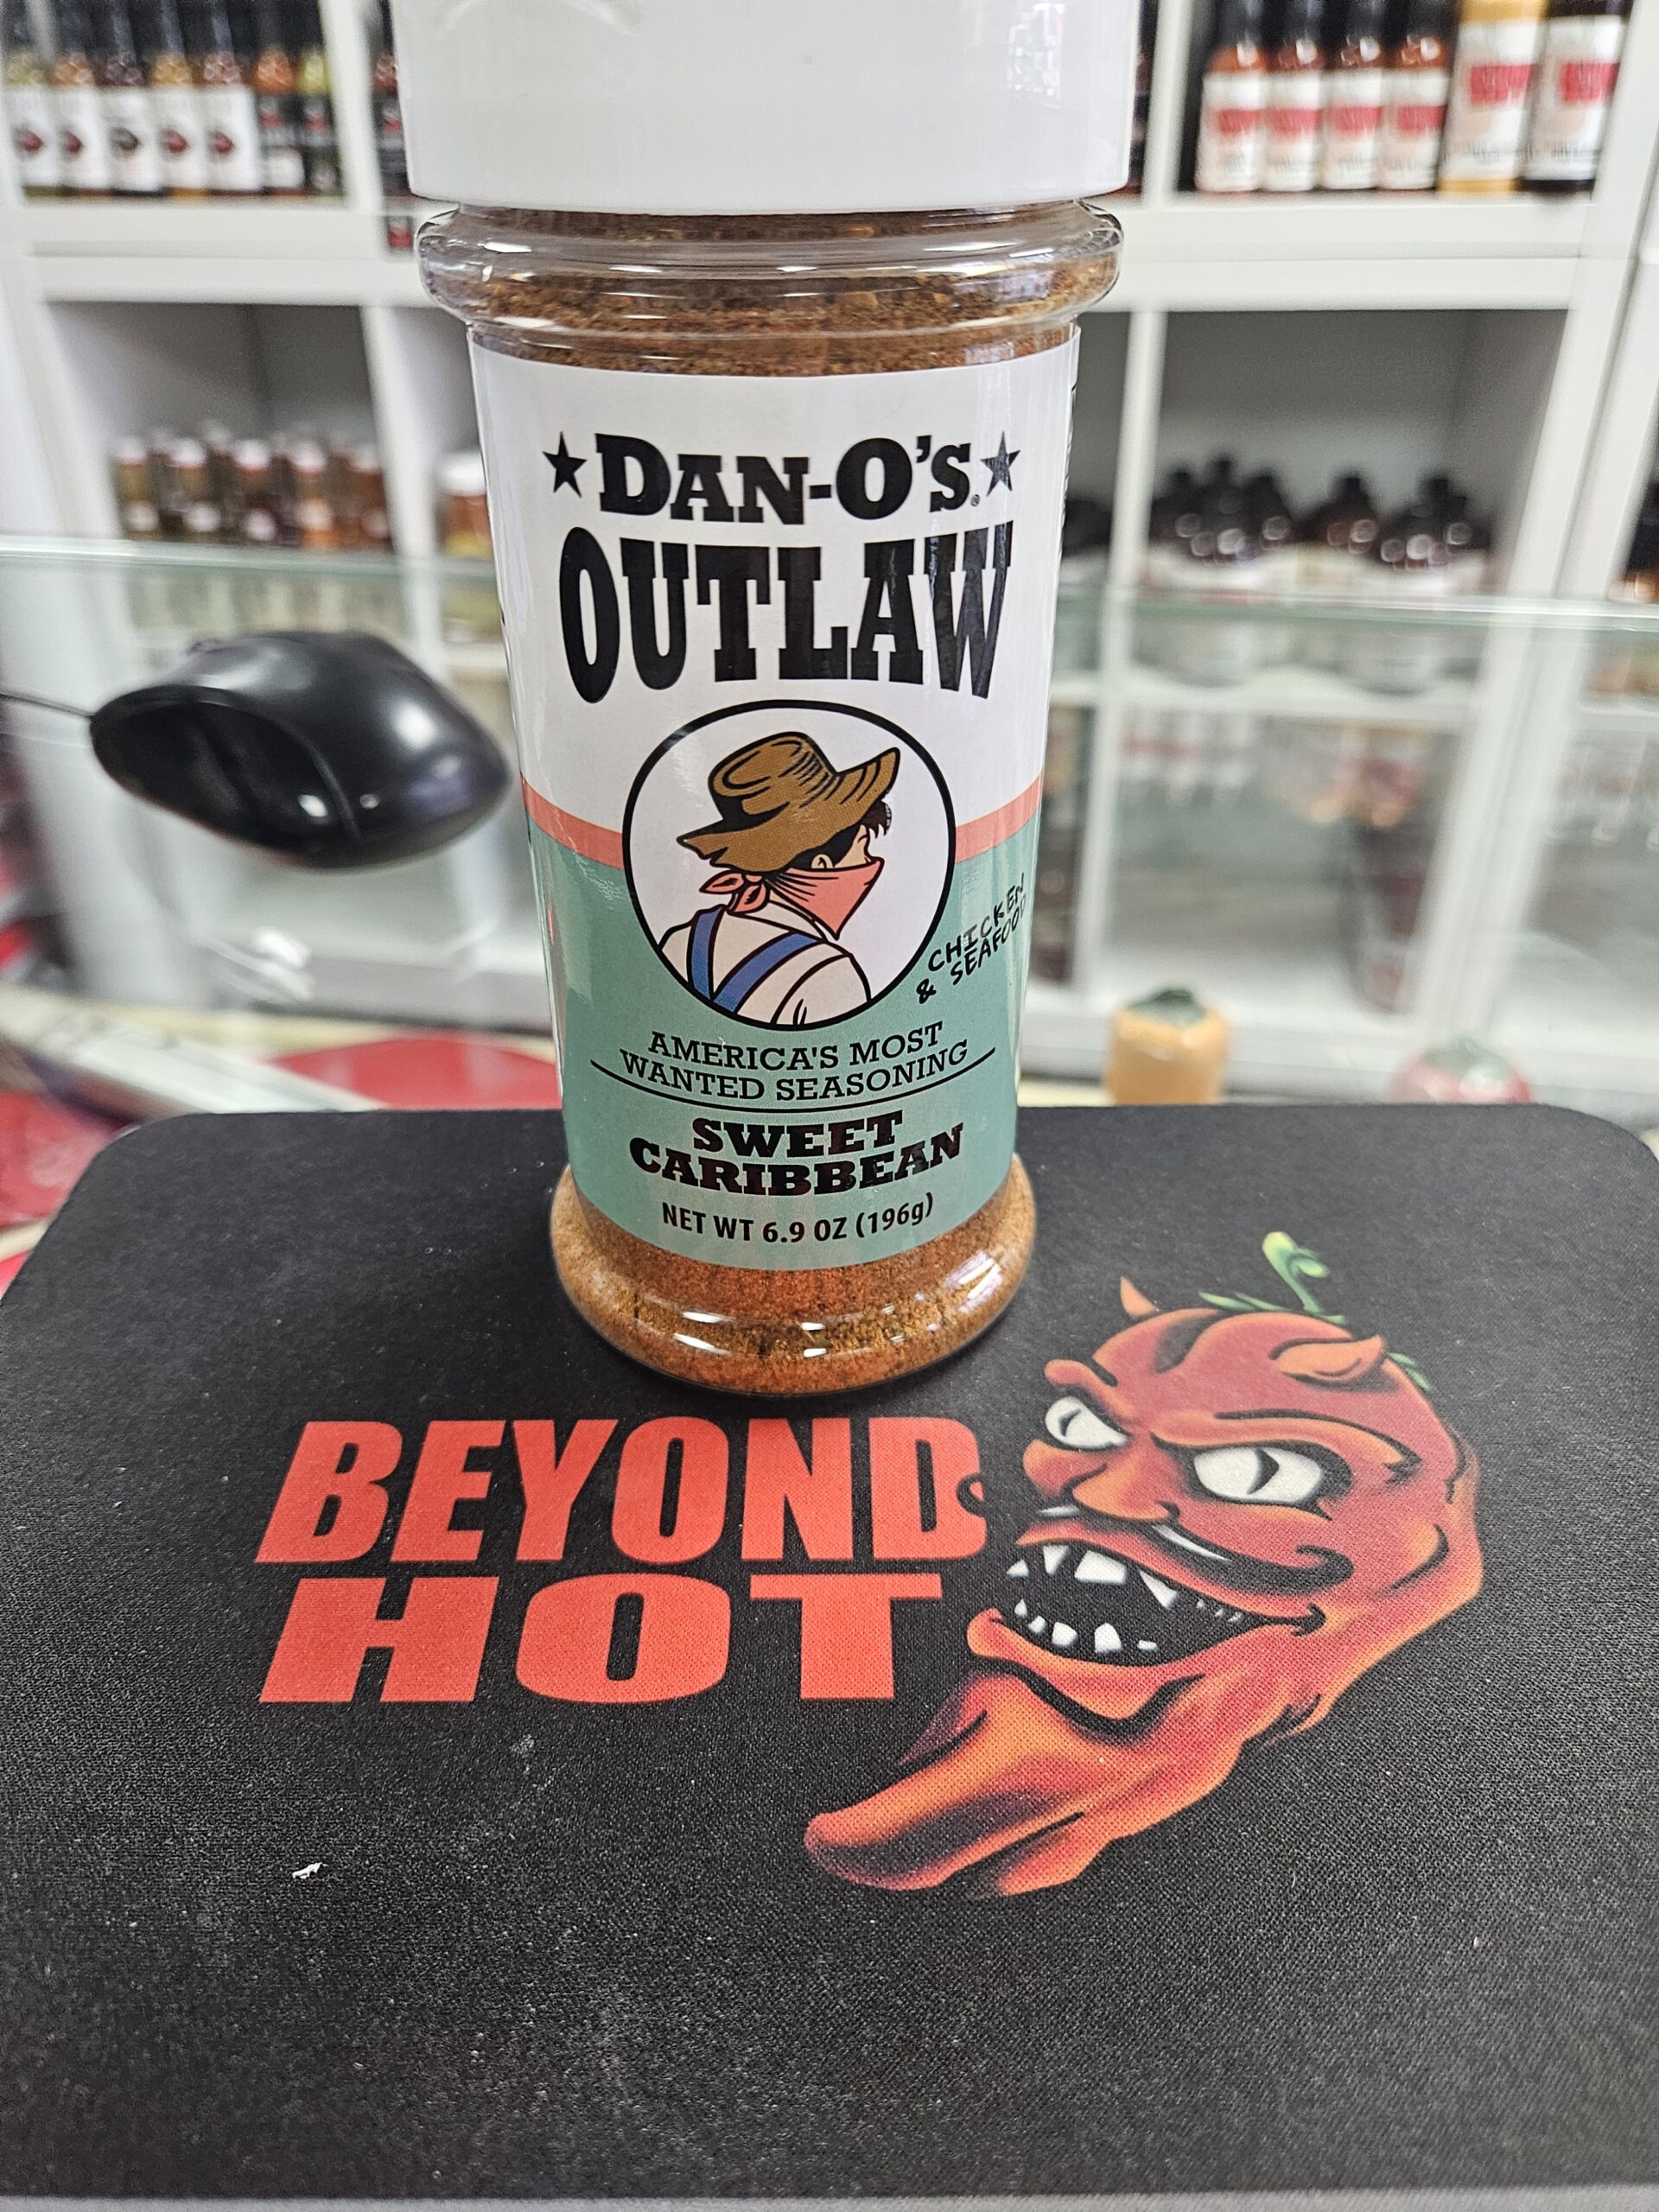 ★DAN-O'S®★
OUTLAW
CHICKEN
& SEAFOOD
AMERICA'S MOST
WANTED SEASONING
SWEET
CARIBBEAN
NET WT 6.9 OZ (196g)
BEYOND
HOT